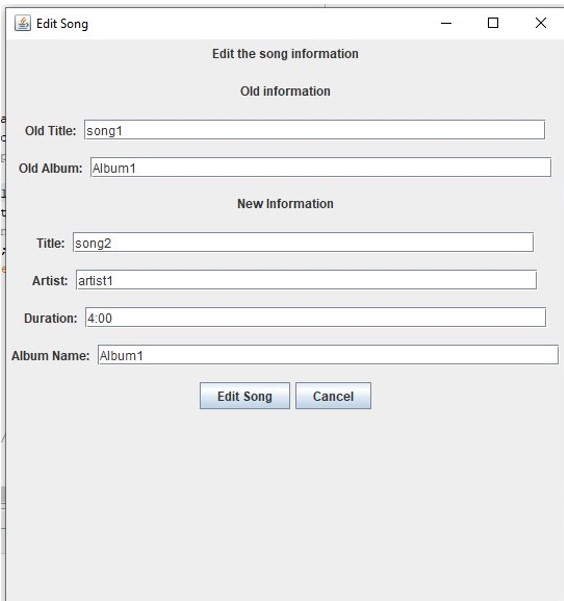 Edit Song
Edit the song information
Old information
Old Title: song1
Old Album: Album1
New Information
Title: song2
Artist: artist1
Duration: 4:00
Album Name: Album1
Edit Song Cancel